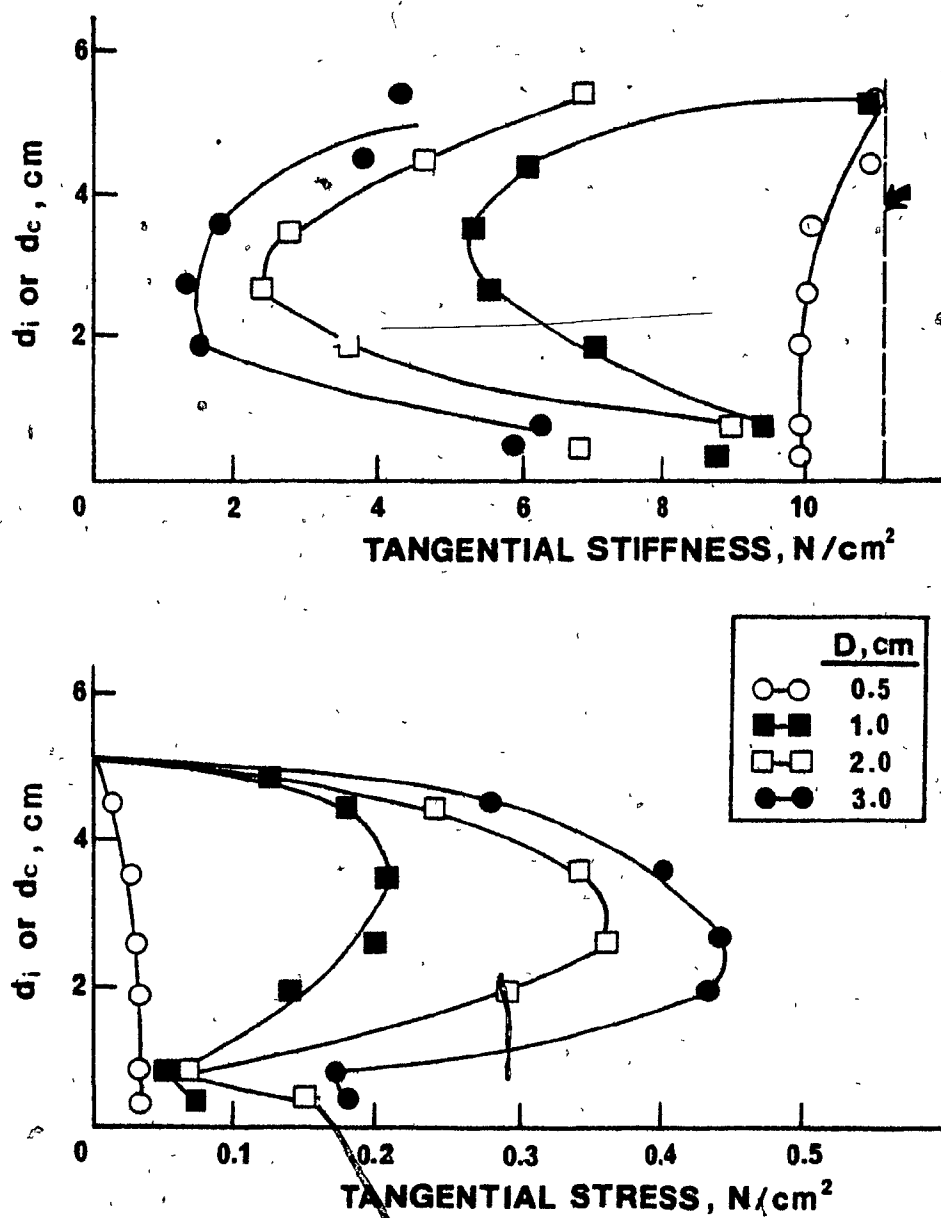 6
4
2
di or dc, cm
0 2 4 6 8 10
TANGENTIAL STIFFNESS, N/cm²
D, cm
0.5
1.0
2.0
3.0
6
4
2
di or dc, cm
0 0.1 0.2 0.3 0.4 0.5
TANGENTIAL STRESS, N/cm²